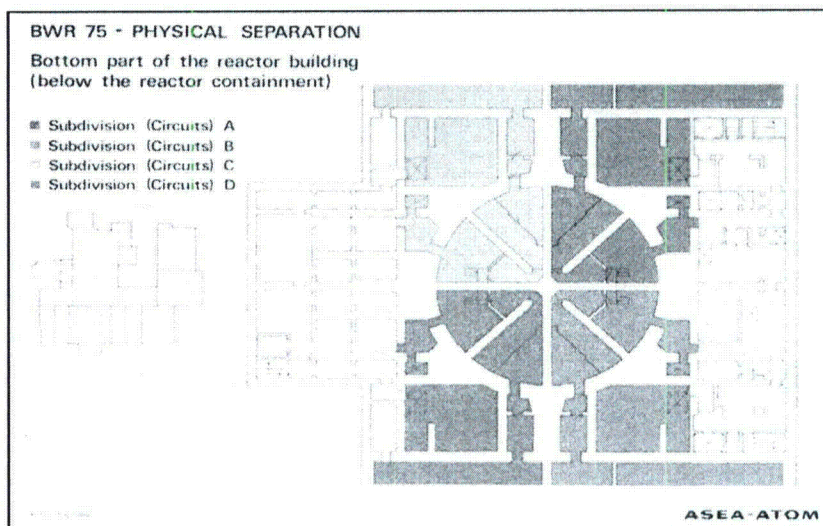 BWR 75 - PHYSICAL SEPARATION
Bottom part of the reactor building
(below the reactor containment)
Subdivision (Circuits) A
Subdivision (Circuits) B
Subdivision (Circuits) C
Subdivision (Circuits) D
ASEA-ATOM